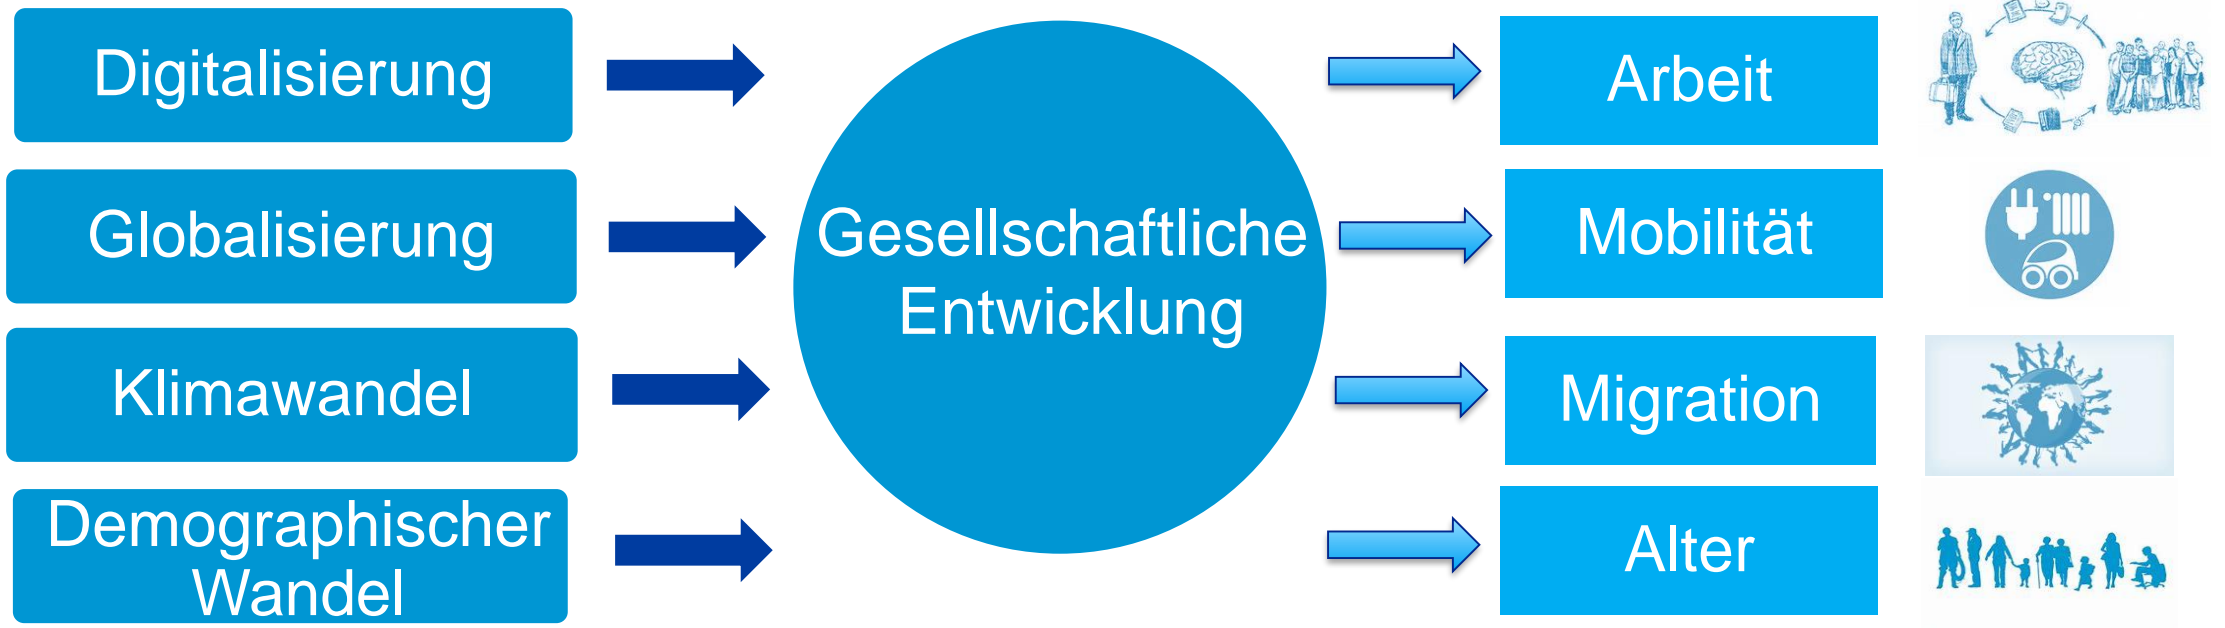 Digitalisierung
Globalisierung
Klimawandel
Demographischer
Wandel
Gesellschaftliche
Entwicklung
Arbeit
Mobilität
Migration
Alter